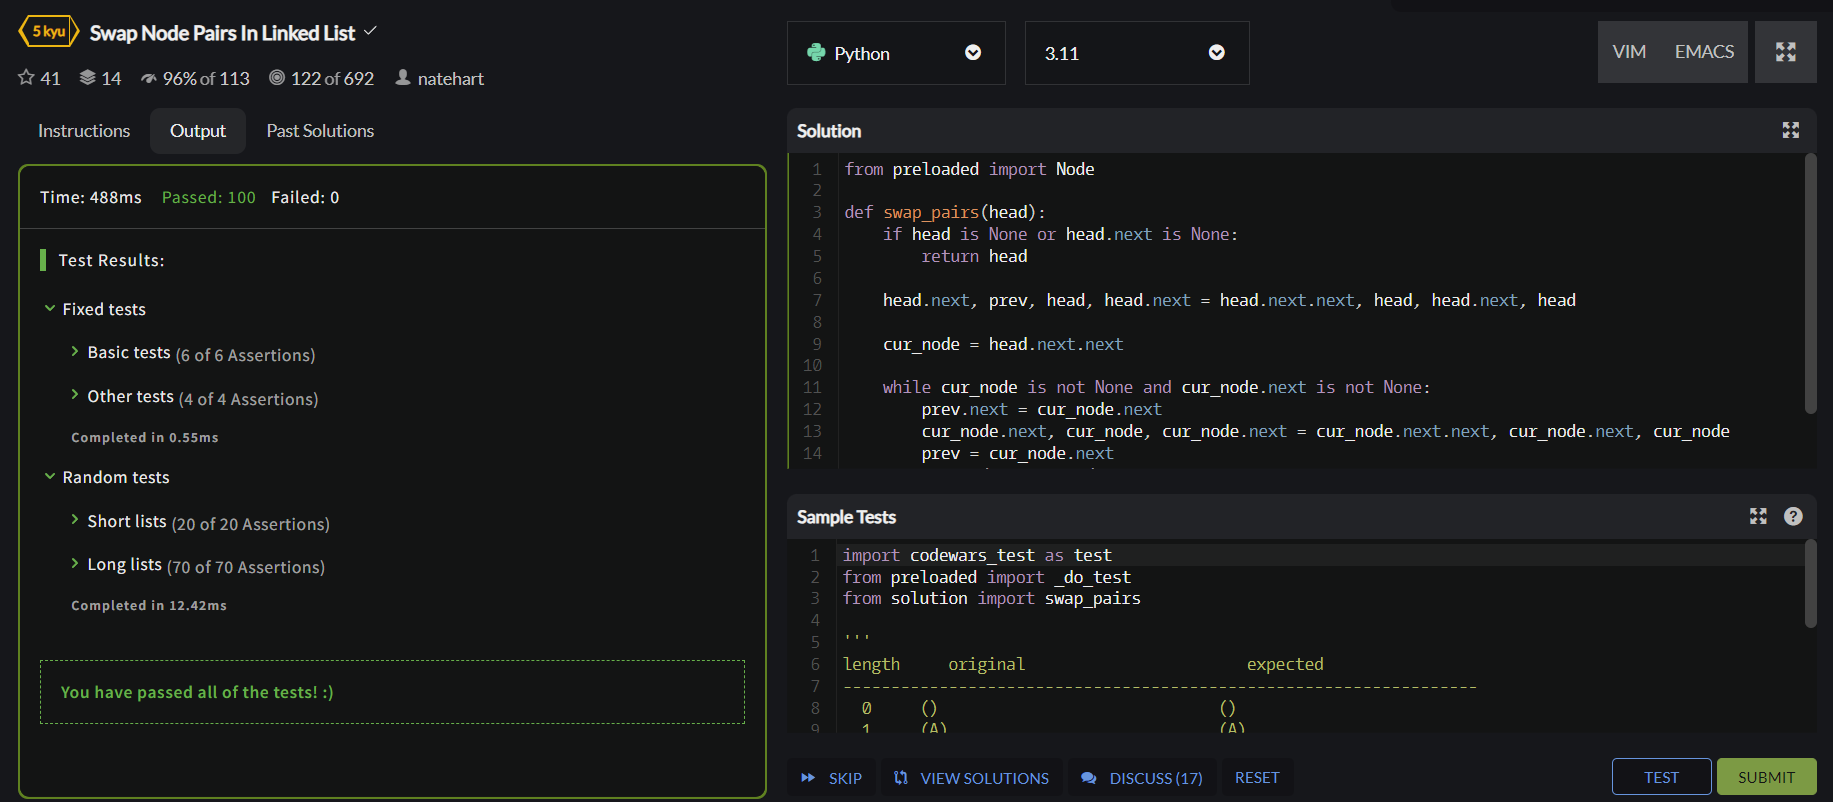 5 kyu
Swap Node Pairs In Linked List
41 14 96% of 113 122 of 692 natehart
Instructions Output Past Solutions
Time: 488ms Passed: 100 Failed: 0
Test Results:
Fixed tests
Basic tests (6 of 6 Assertions)
Other tests (4 of 4 Assertions)
Completed in 0.55ms
Random tests
Short lists (20 of 20 Assertions)
Long lists (70 of 70 Assertions)
Completed in 12.42ms
You have passed all of the tests! :)
Python 3.11 VIM EMACS
Solution
1 from preloaded import Node
2
3 def swap_pairs(head):
4     if head is None or head.next is None:
5         return head
6
7     head.next, prev, head, head.next = head.next.next, head, head.next, head
8
9     cur_node = head.next.next
10
11     while cur_node is not None and cur_node.next is not None:
12         prev.next = cur_node.next
13         cur_node.next, cur_node, cur_node.next = cur_node.next.next, cur_node.next, cur_node
14         prev = cur_node.next
Sample Tests
?
1 import codewars_test as test
2 from preloaded import _do_test
3 from solution import swap_pairs
4
5 '''
6 length     original                       expected
7 ------------------------------------------------------------------
8   0     ()                              ()
9   1     (A)                             (A)
SKIP VIEW SOLUTIONS DISCUSS (17) RESET TEST SUBMIT